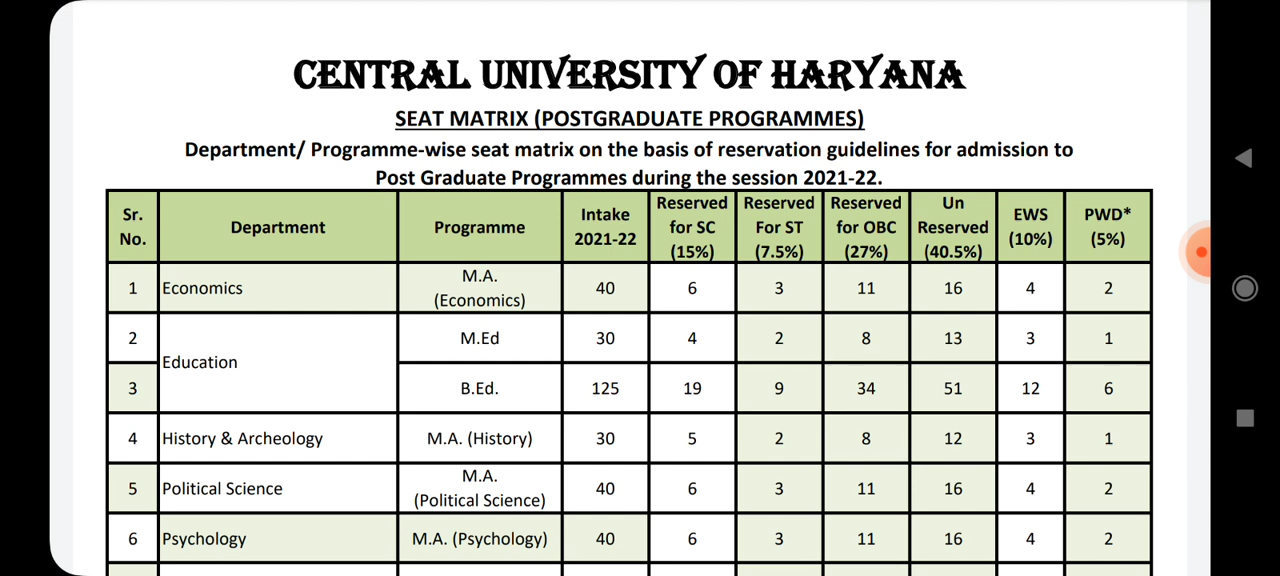 CENTRAL UNIVERSITY OF HARYANA
SEAT MATRIX (POSTGRADUATE PROGRAMMES)
Department/ Programme-wise seat matrix on the basis of reservation guidelines for admission to
Post Graduate Programmes during the session 2021-22.
Sr. No. Department Programme Intake 2021-22 Reserved for SC (15%) Reserved For ST (7.5%) Reserved for OBC (27%) Un Reserved (40.5%) EWS (10%) PWD* (5%)
1 Economics M.A. (Economics) 40 6 3 11 16 4 2
2 Education M.Ed 30 4 2 8 13 3 1
3 B.Ed. 125 19 9 34 51 12 6
4 History & Archeology M.A. (History) 30 5 2 8 12 3 1
5 Political Science M.A. (Political Science) 40 6 3 11 16 4 2
6 Psychology M.A. (Psychology) 40 6 3 11 16 4 2